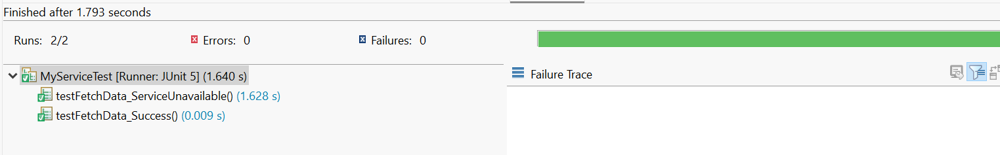 Finished after 1.793 seconds
Runs: 2/2 Errors: 0 Failures: 0
MyServiceTest [Runner: JUnit 5] (1.640 s)
testFetchData_ServiceUnavailable() (1.628 s)
testFetchData_Success() (0.009 s)
Failure Trace